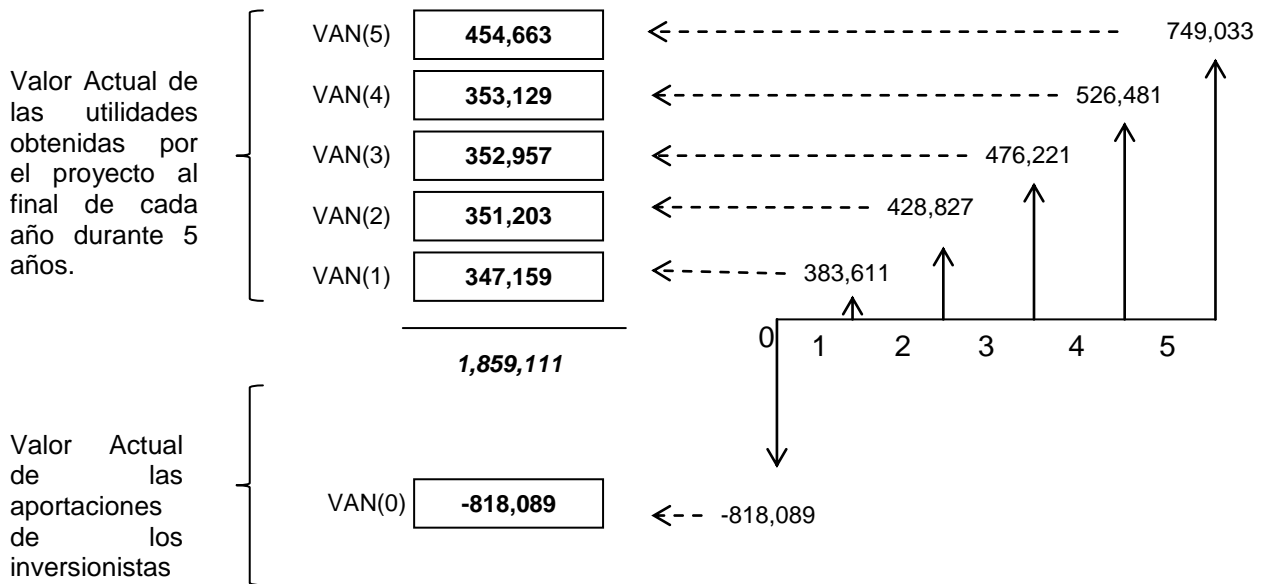 VAN(5) 454,663 749,033
Valor Actual de
las utilidades
obtenidas por
el proyecto al
final de cada
año durante 5
años.
VAN(4) 353,129 526,481
VAN(3) 352,957 476,221
VAN(2) 351,203 428,827
VAN(1) 347,159 383,611
0 1 2 3 4 5
1,859,111
Valor Actual
de las
aportaciones
de los
inversionistas
VAN(0) -818,089 -818,089